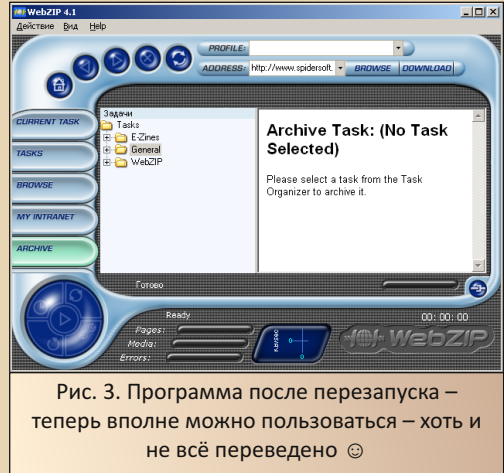 WebZIP 4.1
Действие Вид Help
PROFILE:
ADDRESS: http://www.spidersoft. BROWSE DOWNLOAD
CURRENT TASK
TASKS
BROWSE
MY INTRANET
ARCHIVE
Задачи
Tasks
E-Zines
General
WebZIP
Archive Task: (No Task
Selected)
Please select a task from the Task
Organizer to archive it.
Готово
Ready
Pages:
Media:
Errors:
00: 00: 00
WebZIP
Рис. 3. Программа после перезапуска –
теперь вполне можно пользоваться – хоть и
не всё переведено ☺